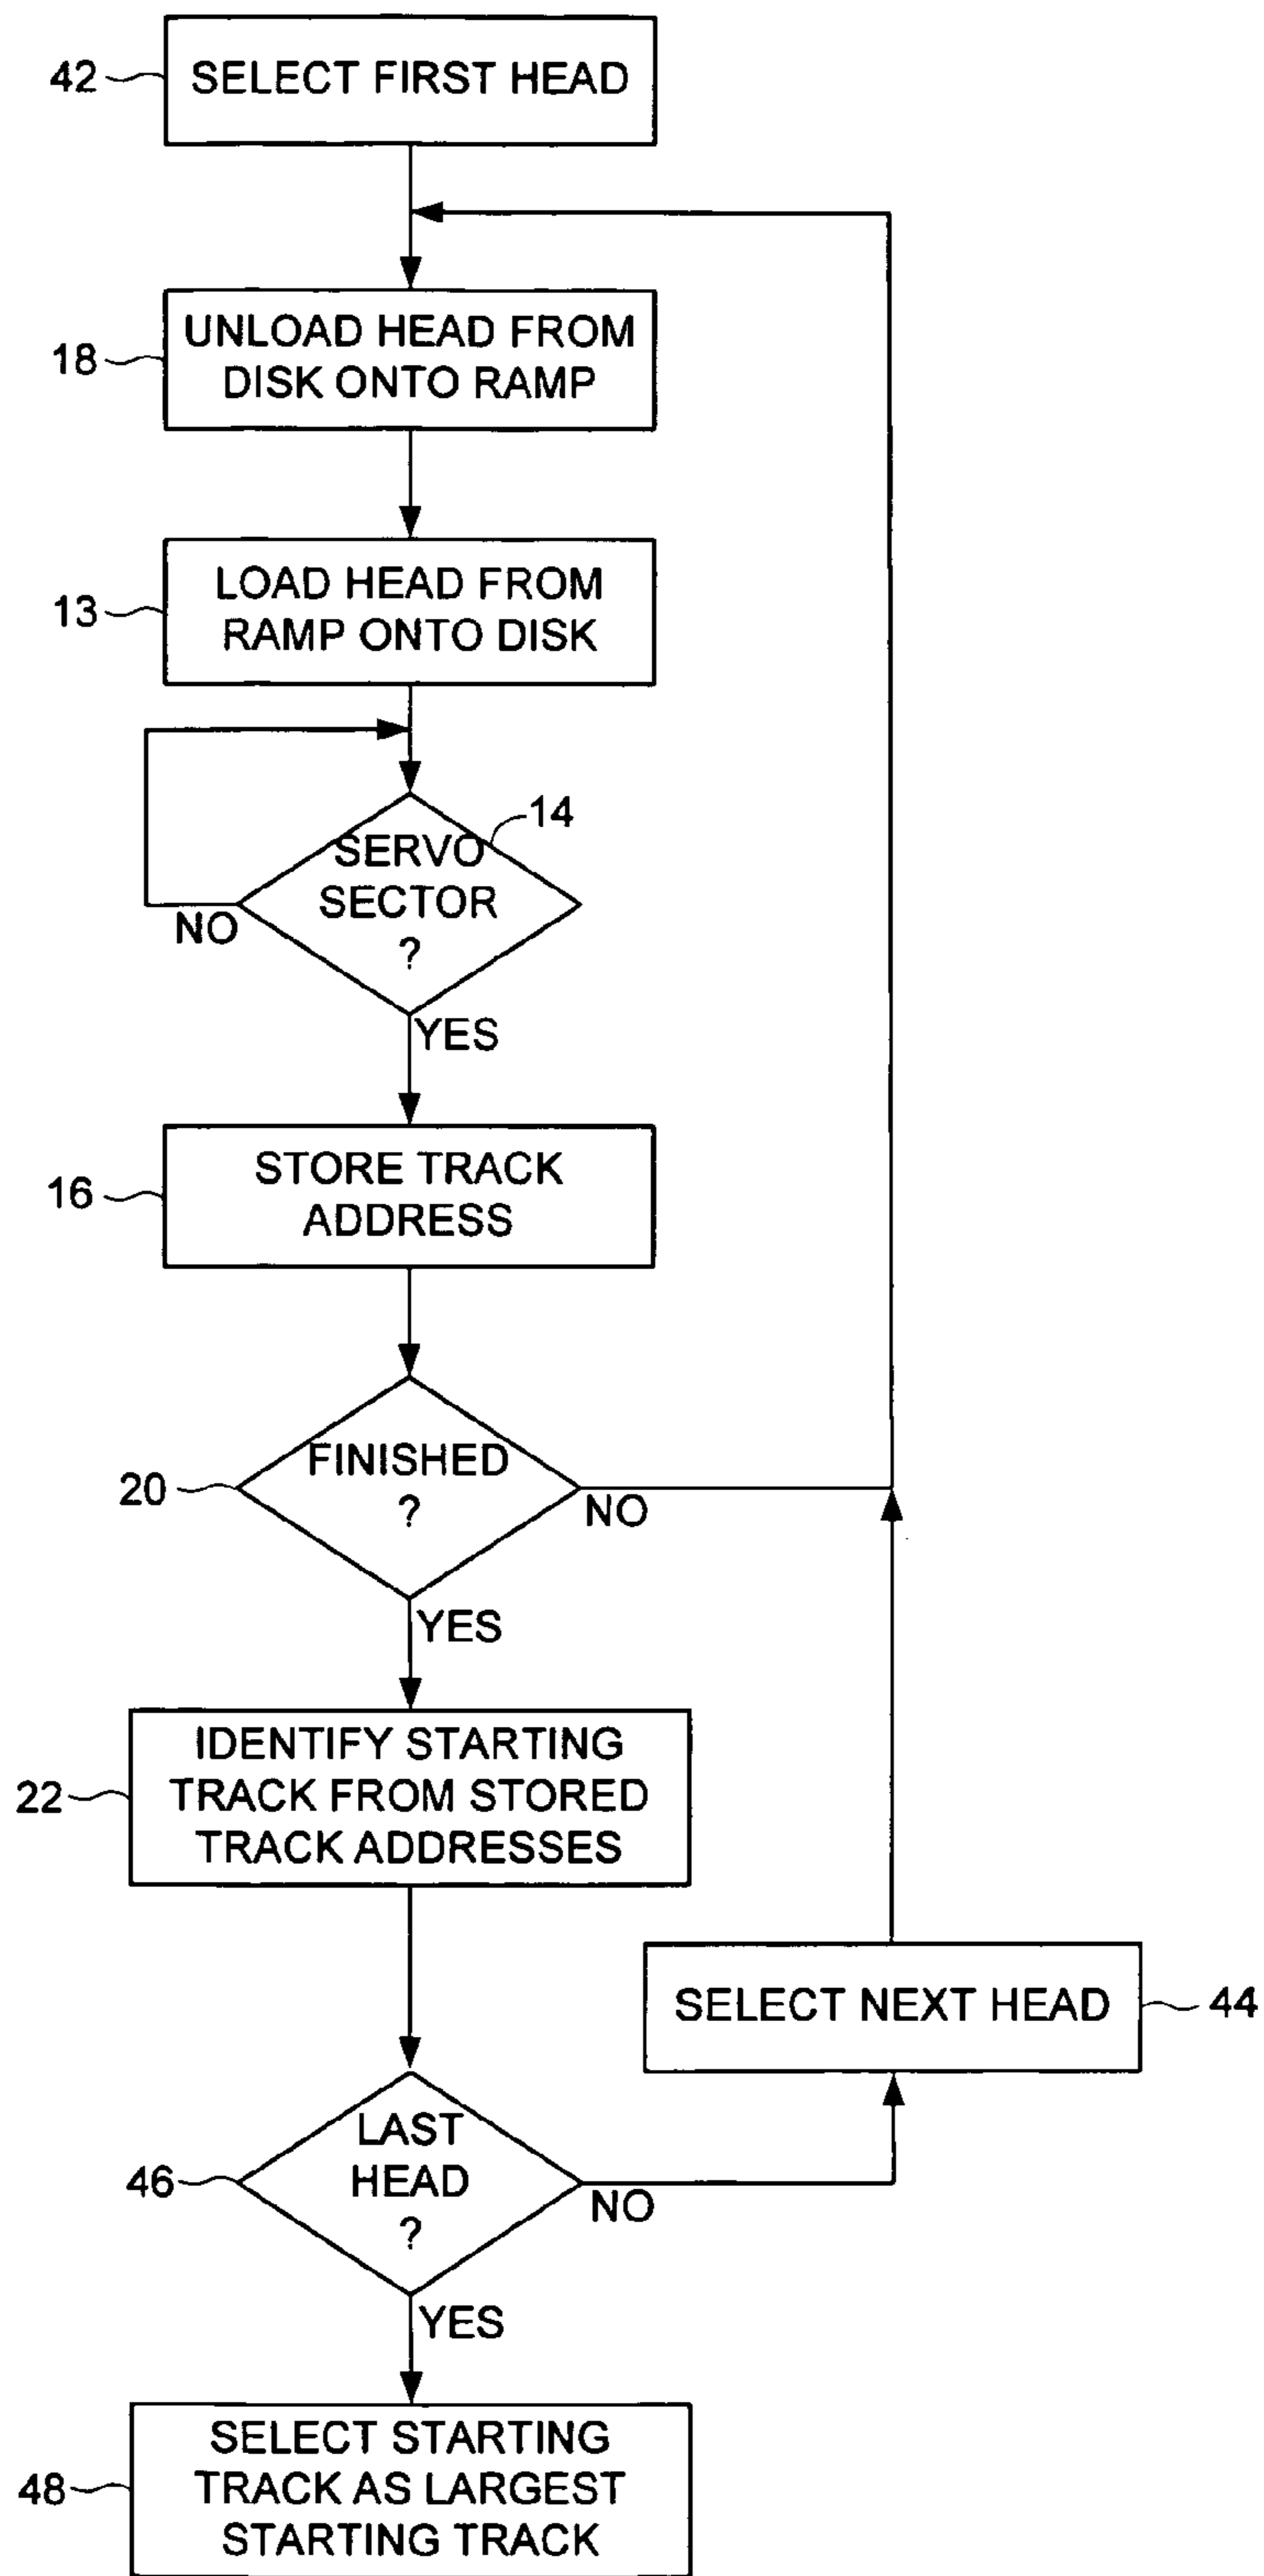 42
SELECT FIRST HEAD
18
UNLOAD HEAD FROM
DISK ONTO RAMP
13
LOAD HEAD FROM
RAMP ONTO DISK
14
SERVO
SECTOR
?
NO
YES
16
STORE TRACK
ADDRESS
20
FINISHED
?
NO
YES
22
IDENTIFY STARTING
TRACK FROM STORED
TRACK ADDRESSES
SELECT NEXT HEAD
44
46
LAST
HEAD
?
NO
YES
48
SELECT STARTING
TRACK AS LARGEST
STARTING TRACK